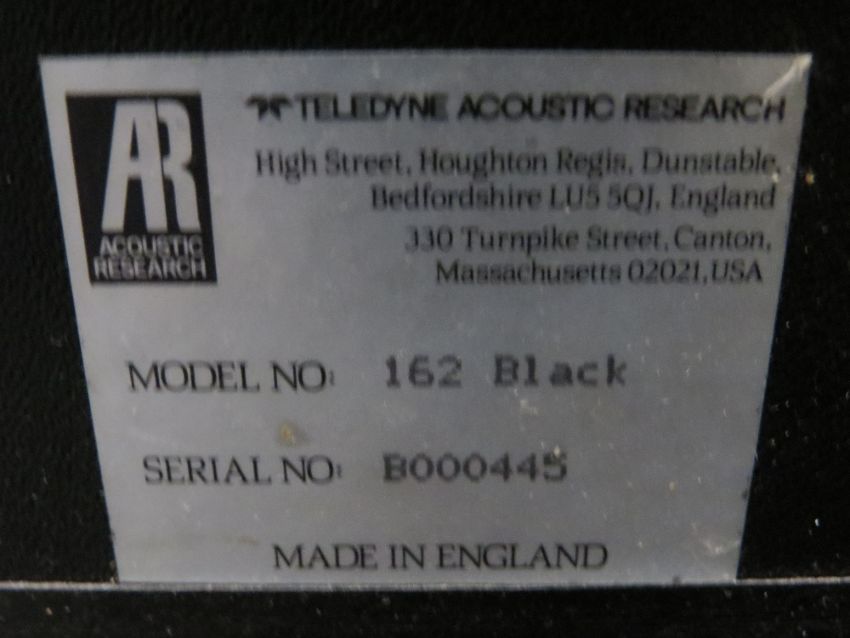 AR
ACOUSTIC
RESEARCH
TELEDYNE ACOUSTIC RESEARCH
High Street, Houghton Regis, Dunstable,
Bedfordshire LU5 5QJ, England
330 Turnpike Street, Canton,
Massachusetts 02021, USA
MODEL NO: 162 Black
SERIAL NO: B000445
MADE IN ENGLAND